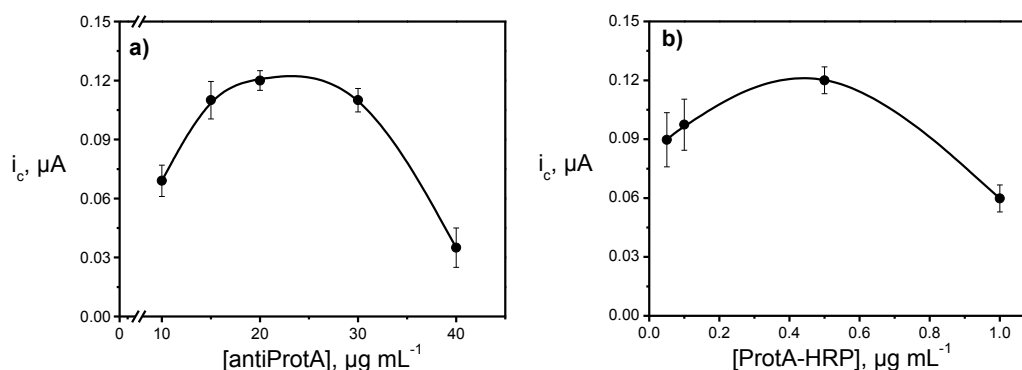 a)
0.15
0.12
0.09
0.06
0.03
0.00
i_c, µA
0 10 20 30 40
[antiProtA], µg mL⁻¹
b)
0.15
0.12
0.09
0.06
0.03
0.00
i_c, µA
0.0 0.2 0.4 0.6 0.8 1.0
[ProtA-HRP], µg mL⁻¹